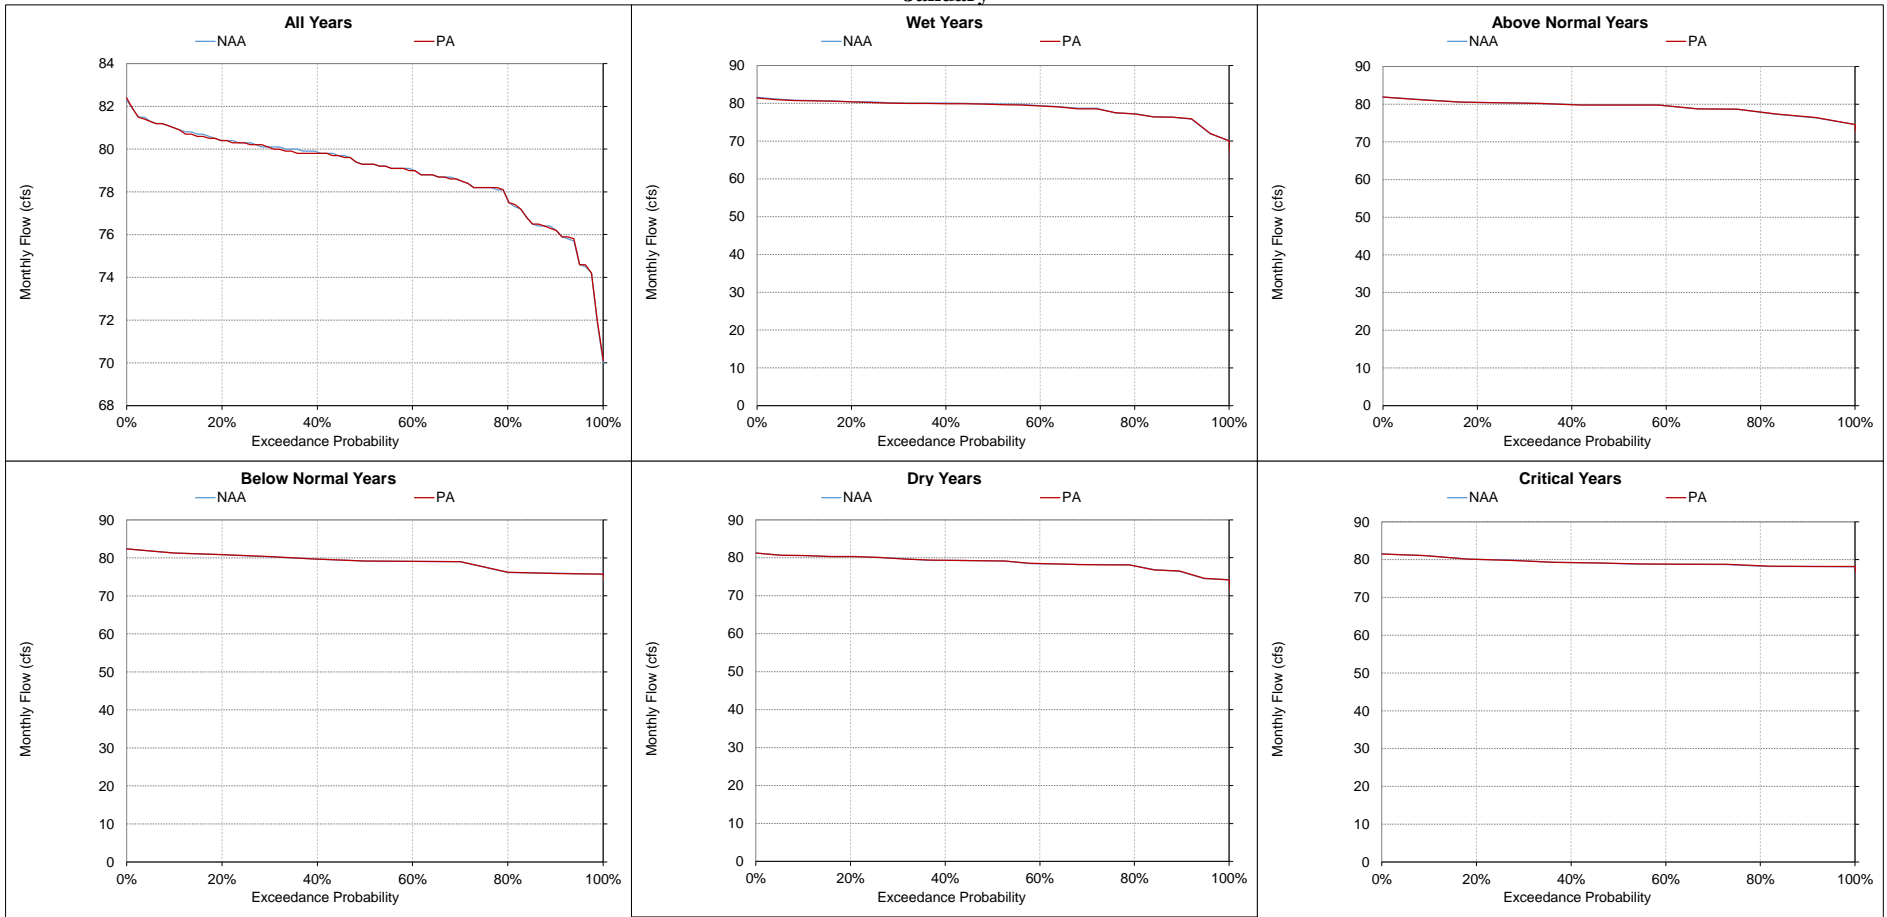 All Years
NAA PA
84
82
80
78
76
74
72
70
68
0% 20% 40% 60% 80% 100%
Monthly Flow (cfs)
Exceedance Probability
Wet Years
NAA PA
90
80
70
60
50
40
30
20
10
0
0% 20% 40% 60% 80% 100%
Monthly Flow (cfs)
Exceedance Probability
Above Normal Years
NAA PA
90
80
70
60
50
40
30
20
10
0
0% 20% 40% 60% 80% 100%
Monthly Flow (cfs)
Exceedance Probability
Below Normal Years
NAA PA
90
80
70
60
50
40
30
20
10
0
0% 20% 40% 60% 80% 100%
Monthly Flow (cfs)
Exceedance Probability
Dry Years
NAA PA
90
80
70
60
50
40
30
20
10
0
0% 20% 40% 60% 80% 100%
Monthly Flow (cfs)
Exceedance Probability
Critical Years
NAA PA
90
80
70
60
50
40
30
20
10
0
0% 20% 40% 60% 80% 100%
Monthly Flow (cfs)
Exceedance Probability